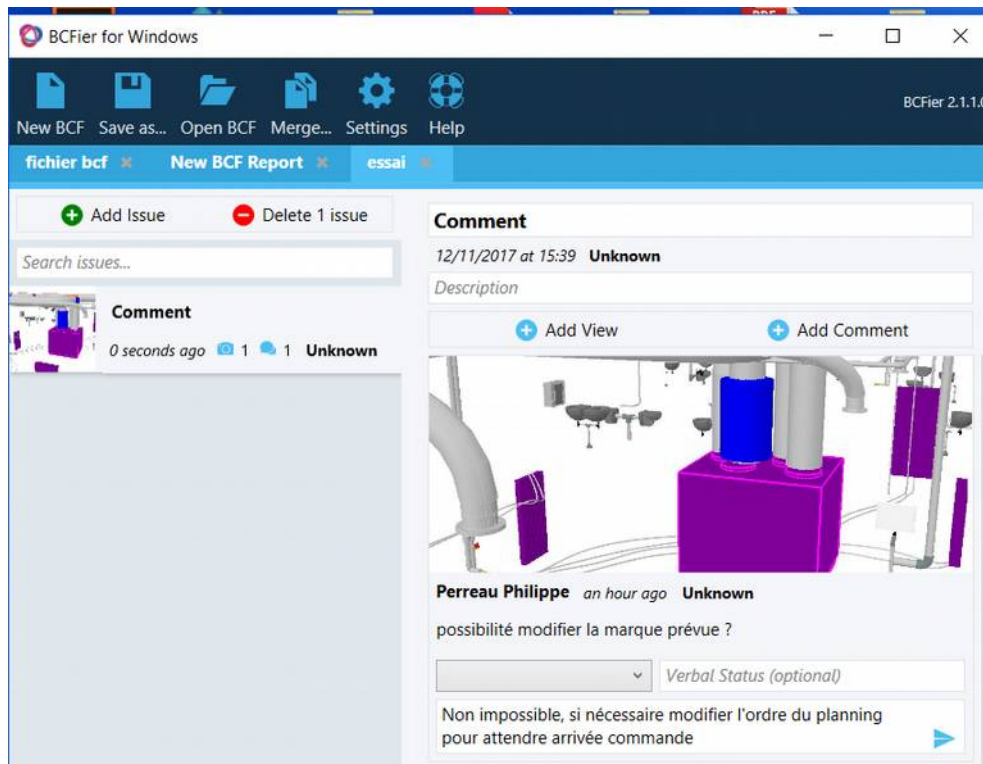 BCFier for Windows
New BCF Save as... Open BCF Merge... Settings Help
BCFier 2.1.1.0
fichier bcf New BCF Report essai
Add Issue Delete 1 issue
Search issues...
Comment
0 seconds ago 1 1 Unknown
Comment
12/11/2017 at 15:39 Unknown
Description
Add View Add Comment
Perreau Philippe an hour ago Unknown
possibilité modifier la marque prévue ?
Verbal Status (optional)
Non impossible, si nécessaire modifier l'ordre du planning
pour attendre arrivée commande